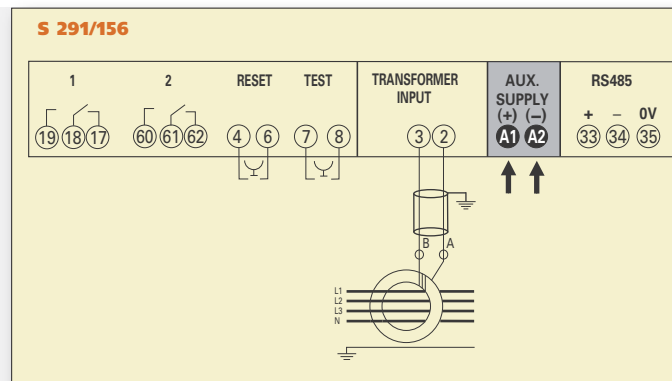 S 291/156
1 2 RESET TEST TRANSFORMER INPUT AUX. SUPPLY RS485
(+) (−) + − 0V
19 18 17 60 61 62 4 6 7 8 3 2 A1 A2 33 34 35
B A
L1
L2
L3
N